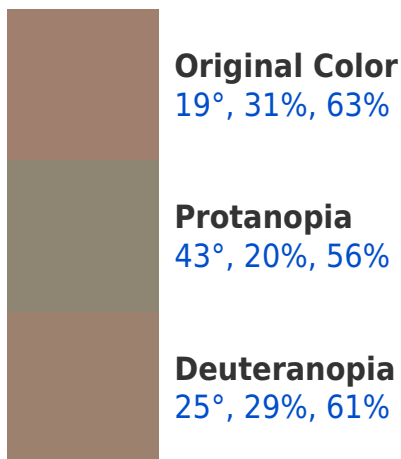 Original Color
19°, 31%, 63%
Protanopia
43°, 20%, 56%
Deuteranopia
25°, 29%, 61%